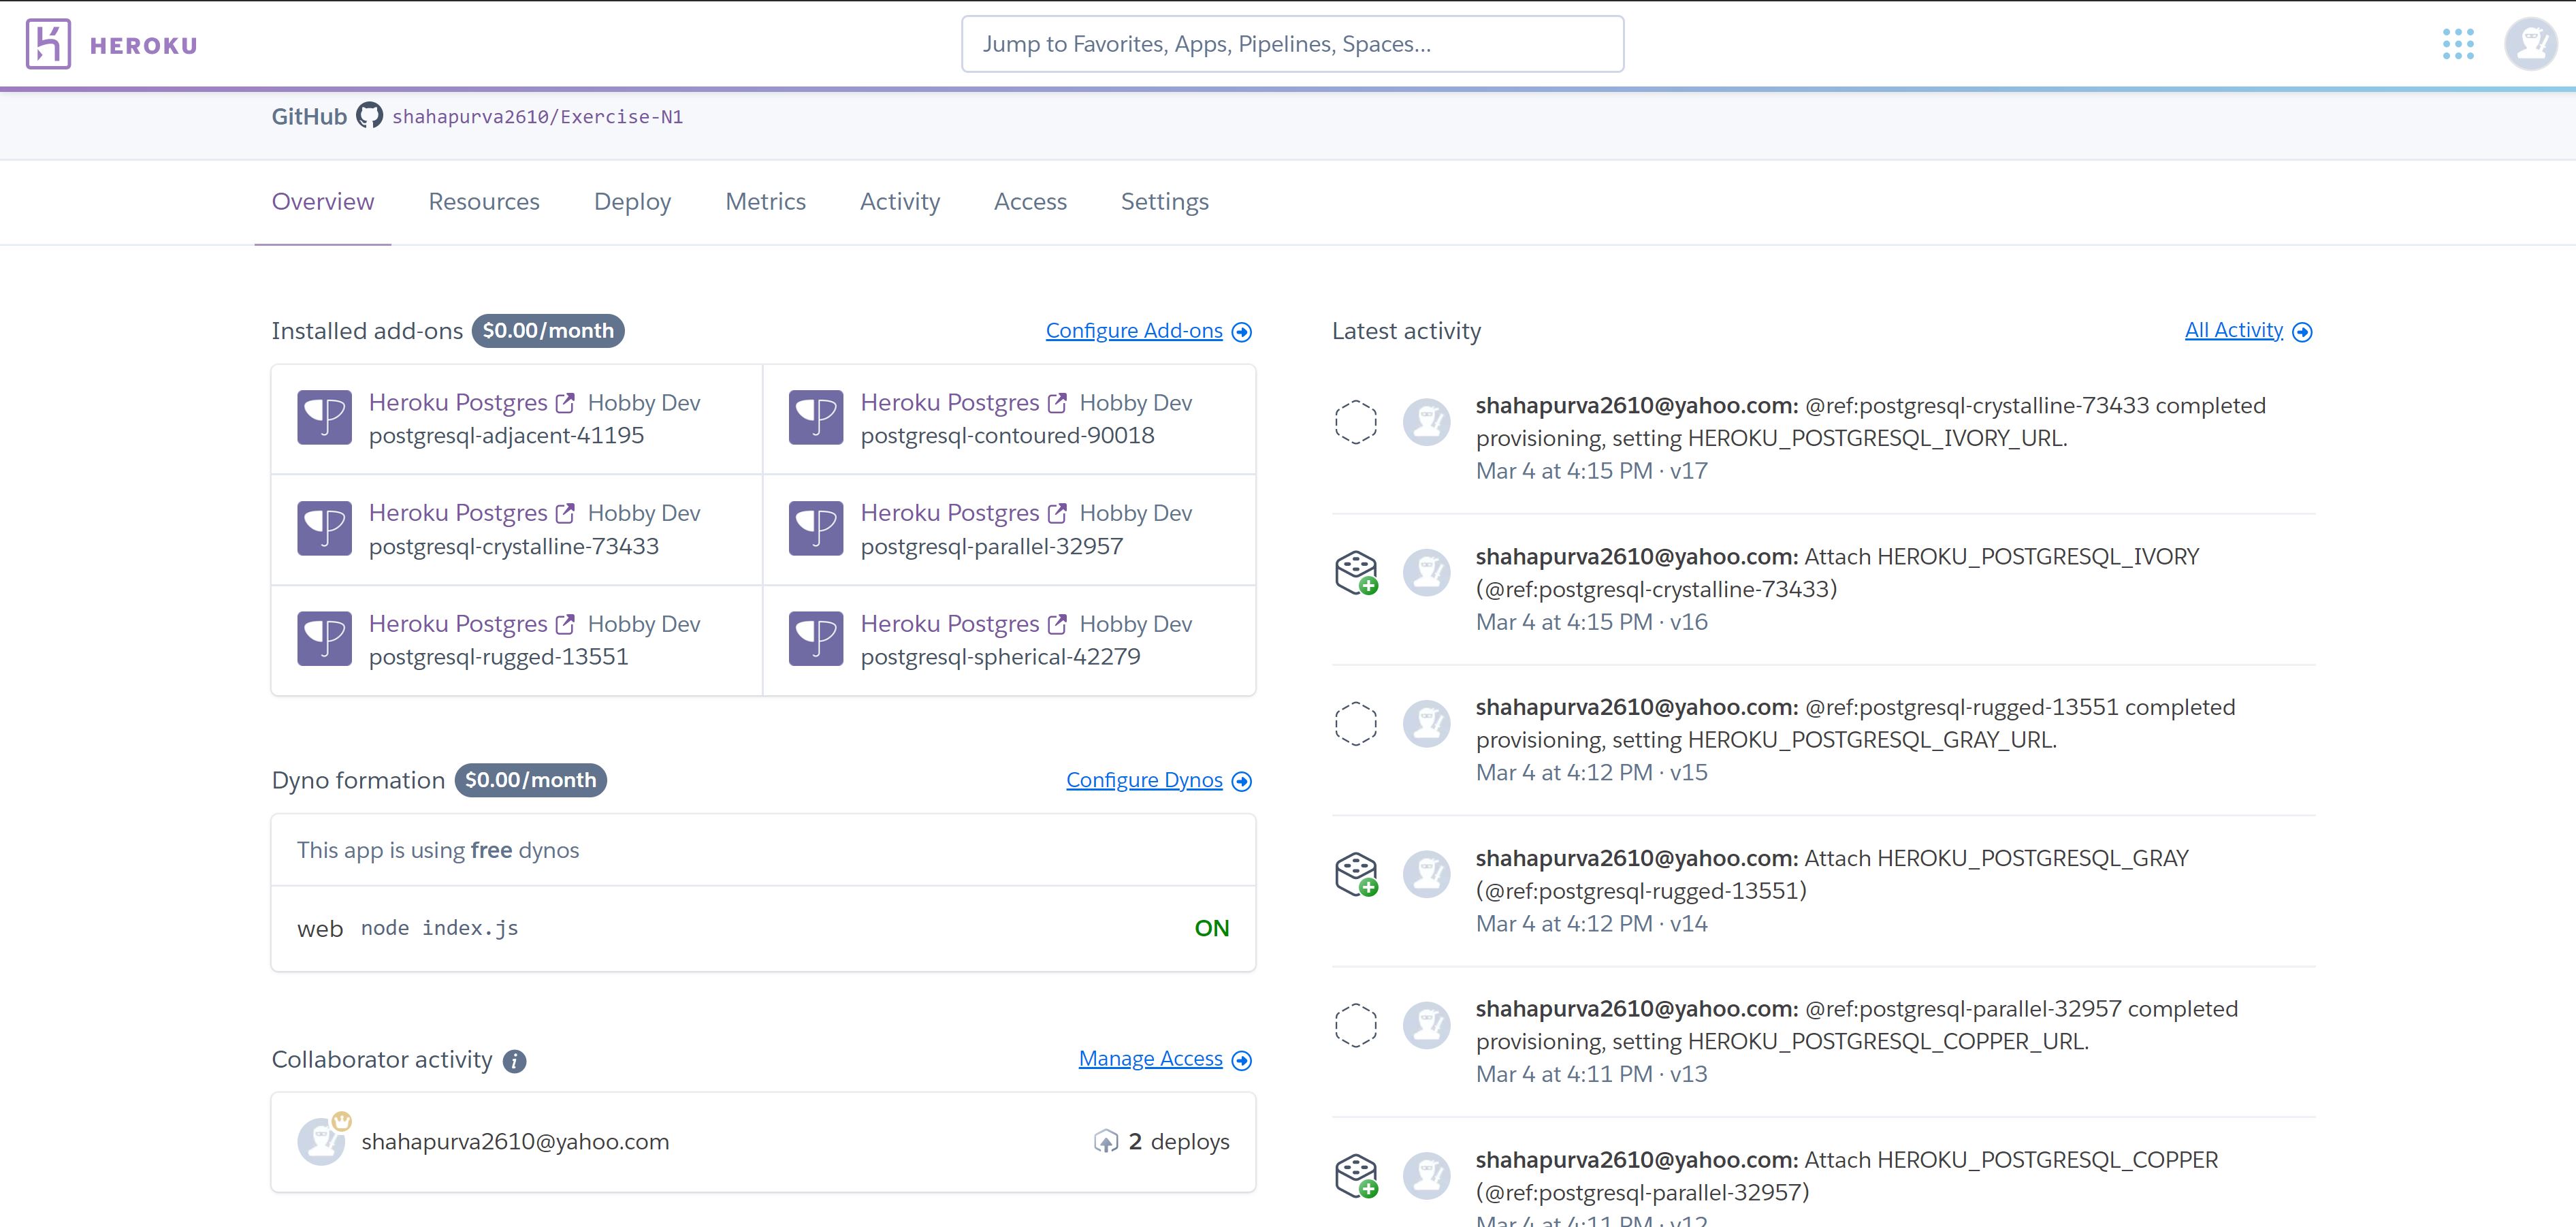 HEROKU
Jump to Favorites, Apps, Pipelines, Spaces...
GitHub shahapurva2610/Exercise-N1
Overview Resources Deploy Metrics Activity Access Settings
Installed add-ons $0.00/month Configure Add-ons
Heroku Postgres Hobby Dev
postgresql-adjacent-41195
Heroku Postgres Hobby Dev
postgresql-contoured-90018
Heroku Postgres Hobby Dev
postgresql-crystalline-73433
Heroku Postgres Hobby Dev
postgresql-parallel-32957
Heroku Postgres Hobby Dev
postgresql-rugged-13551
Heroku Postgres Hobby Dev
postgresql-spherical-42279
Dyno formation $0.00/month Configure Dynos
This app is using free dynos
web node index.js ON
Collaborator activity Manage Access
shahapurva2610@yahoo.com 2 deploys
Latest activity All Activity
shahapurva2610@yahoo.com: @ref:postgresql-crystalline-73433 completed
provisioning, setting HEROKU_POSTGRESQL_IVORY_URL.
Mar 4 at 4:15 PM · v17
shahapurva2610@yahoo.com: Attach HEROKU_POSTGRESQL_IVORY
(@ref:postgresql-crystalline-73433)
Mar 4 at 4:15 PM · v16
shahapurva2610@yahoo.com: @ref:postgresql-rugged-13551 completed
provisioning, setting HEROKU_POSTGRESQL_GRAY_URL.
Mar 4 at 4:12 PM · v15
shahapurva2610@yahoo.com: Attach HEROKU_POSTGRESQL_GRAY
(@ref:postgresql-rugged-13551)
Mar 4 at 4:12 PM · v14
shahapurva2610@yahoo.com: @ref:postgresql-parallel-32957 completed
provisioning, setting HEROKU_POSTGRESQL_COPPER_URL.
Mar 4 at 4:11 PM · v13
shahapurva2610@yahoo.com: Attach HEROKU_POSTGRESQL_COPPER
(@ref:postgresql-parallel-32957)
Mar 4 at 4:11 PM · v12